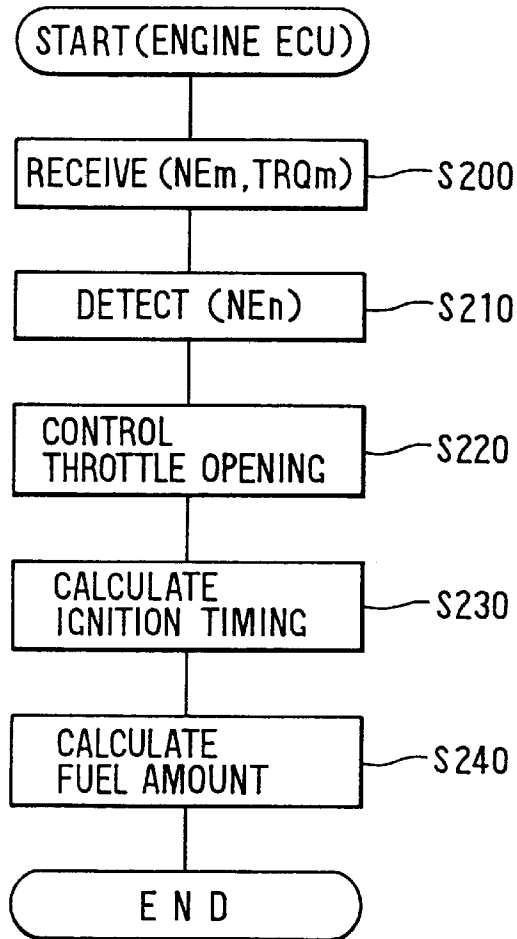 START (ENGINE ECU)
RECEIVE (NEm, TRQm)
S200
DETECT (NEn)
S210
CONTROL
THROTTLE OPENING
S220
CALCULATE
IGNITION TIMING
S230
CALCULATE
FUEL AMOUNT
S240
END